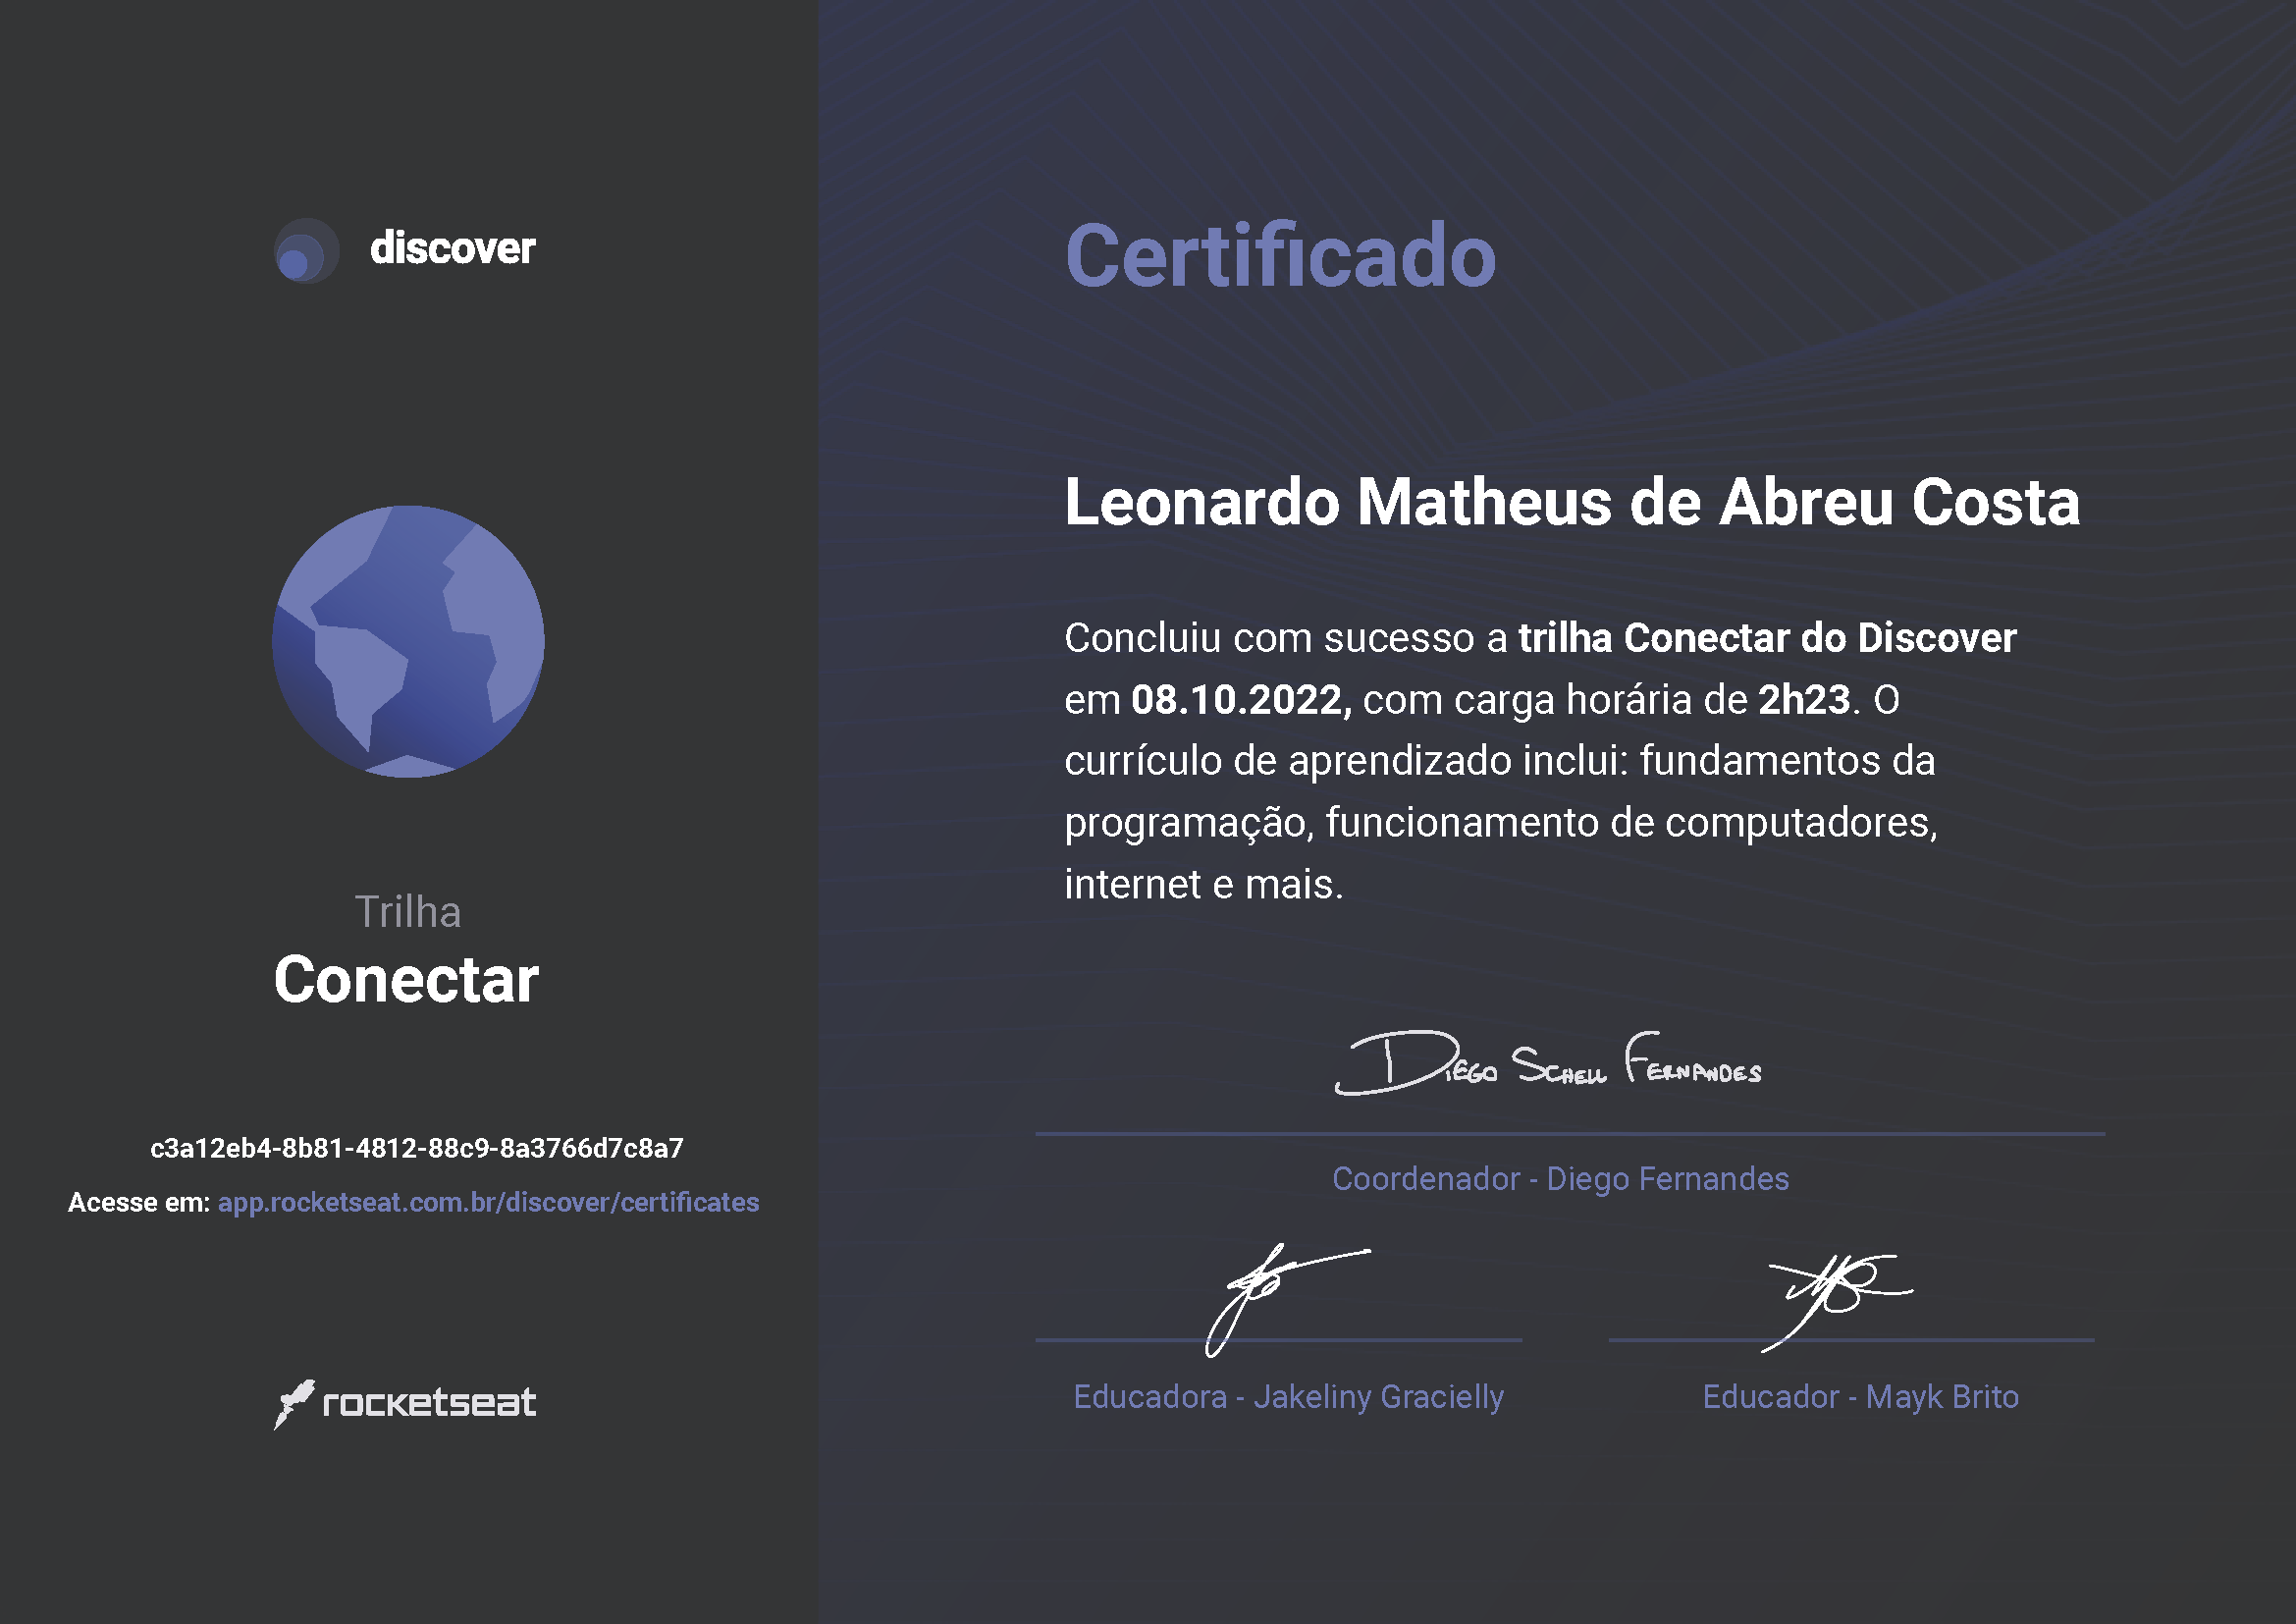 discover
Trilha
Conectar
c3a12eb4-8b81-4812-88c9-8a3766d7c8a7
Acesse em: app.rocketseat.com.br/discover/certificates
rocketseat
Certificado
Leonardo Matheus de Abreu Costa
Concluiu com sucesso a trilha Conectar do Discover
em 08.10.2022, com carga horária de 2h23. O
currículo de aprendizado inclui: fundamentos da
programação, funcionamento de computadores,
internet e mais.
Diego Schell Fernandes
Coordenador - Diego Fernandes
Educadora - Jakeliny Gracielly
Educador - Mayk Brito